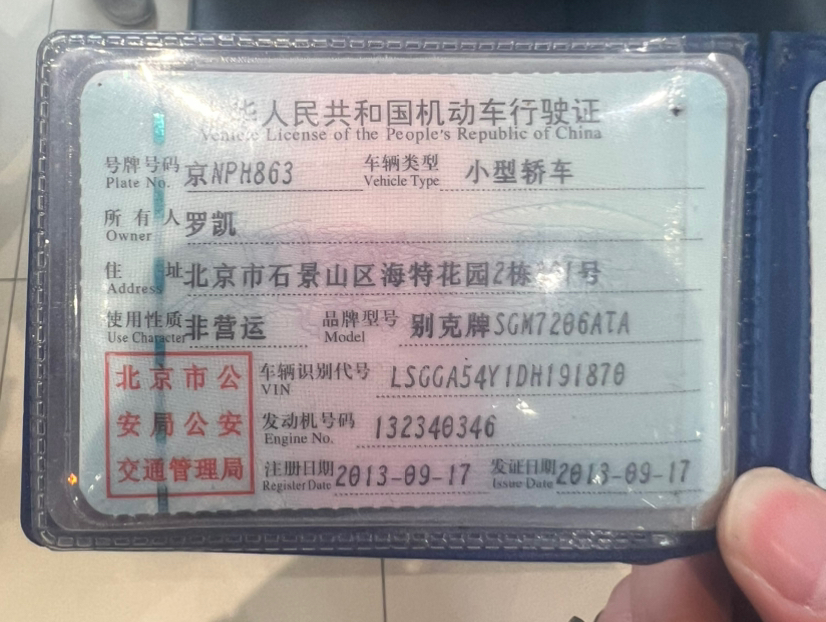 华人民共和国机动车行驶证
Vehicle License of the People's Republic of China
号牌号码 京NPH863 车辆类型 小型轿车
Plate No. Vehicle Type
所有人 罗凯
Owner
住址 北京市石景山区海特花园2栋 号
Address
使用性质 非营运 品牌型号 别克牌SGM7206ATA
Use Character Model
北京市公
安局公安
交通管理局
车辆识别代号 LSGGA54Y1DH191870
VIN
发动机号码 132340346
Engine No.
注册日期 2013-09-17 发证日期 2013-09-17
Register Date Issue Date